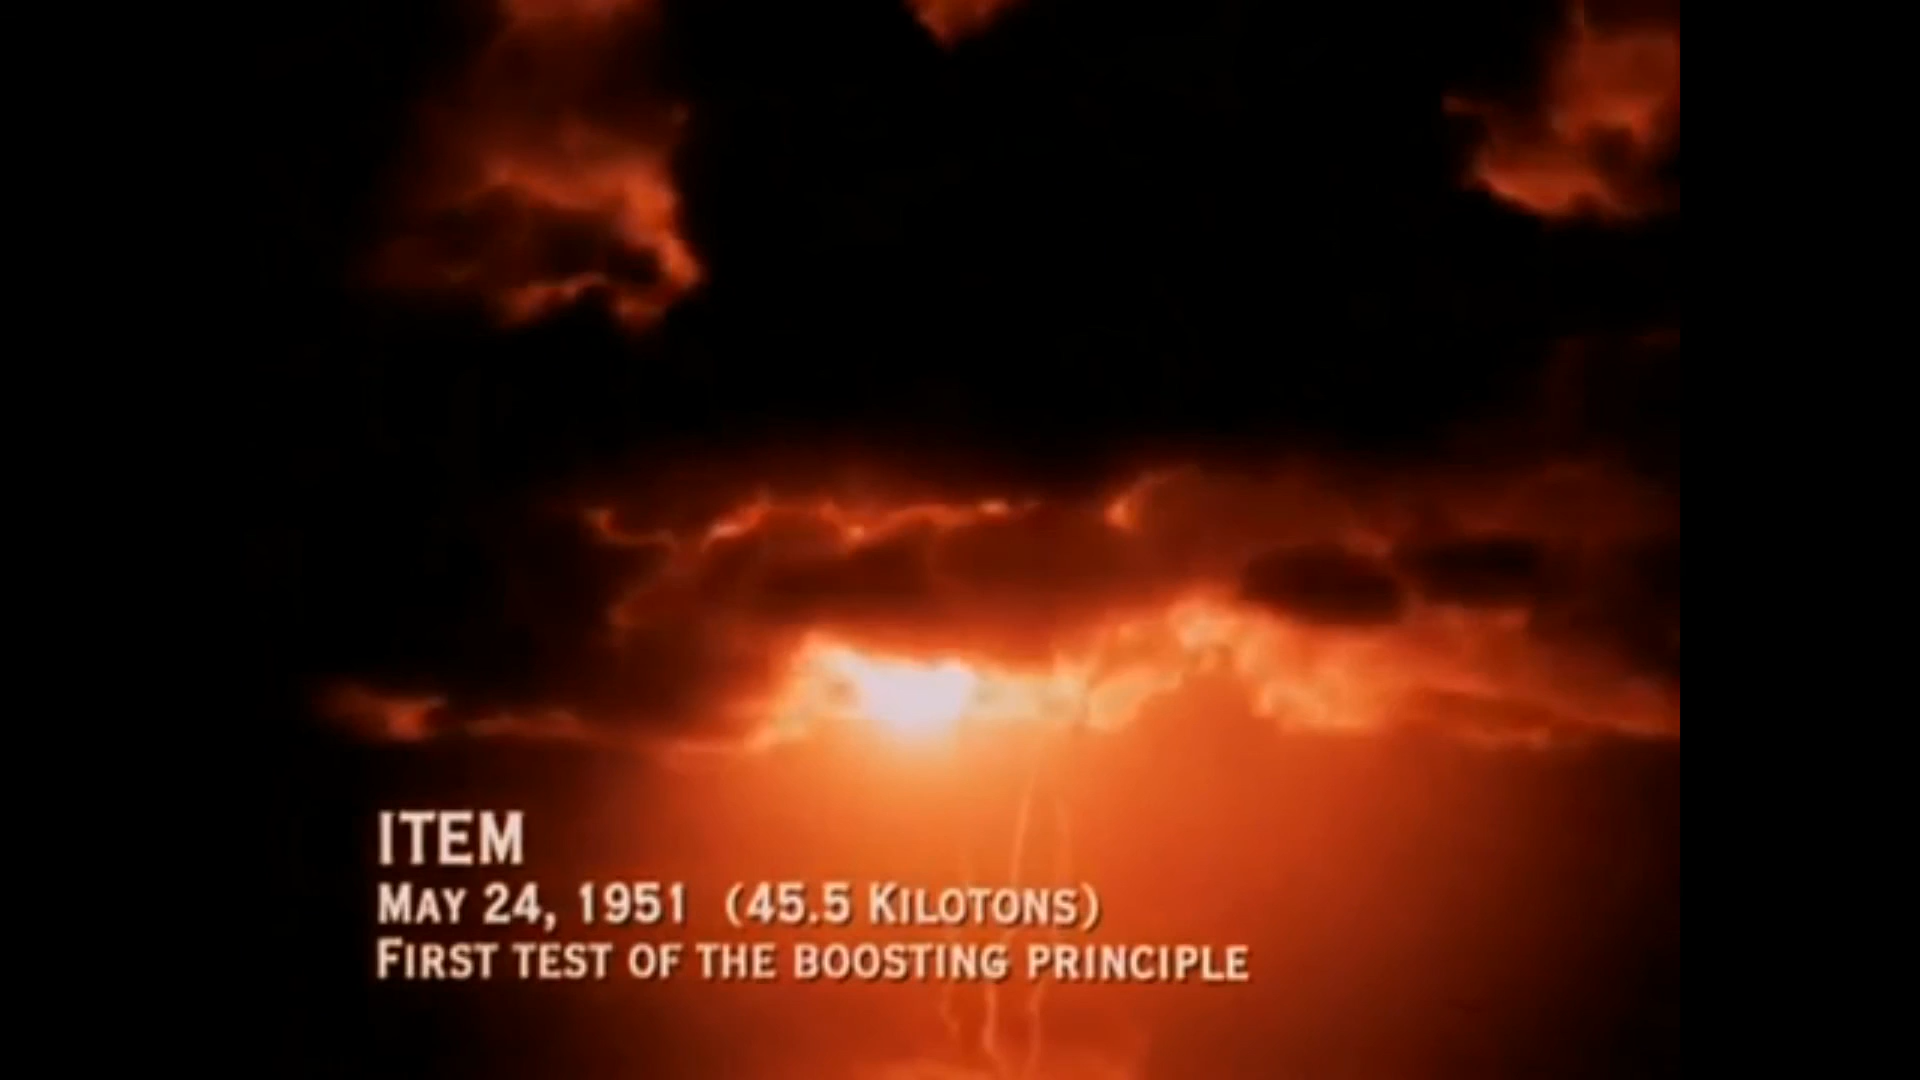 ITEM
MAY 24, 1951 (45.5 KILOTONS)
FIRST TEST OF THE BOOSTING PRINCIPLE